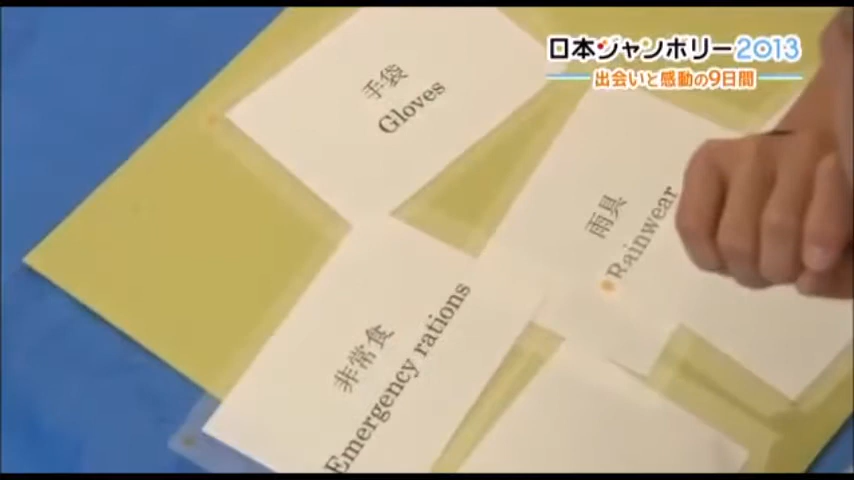 日本ジャンボリー2013
出会いと感動の9日間
手袋
Gloves
雨具
Rainwear
非常食
Emergency rations